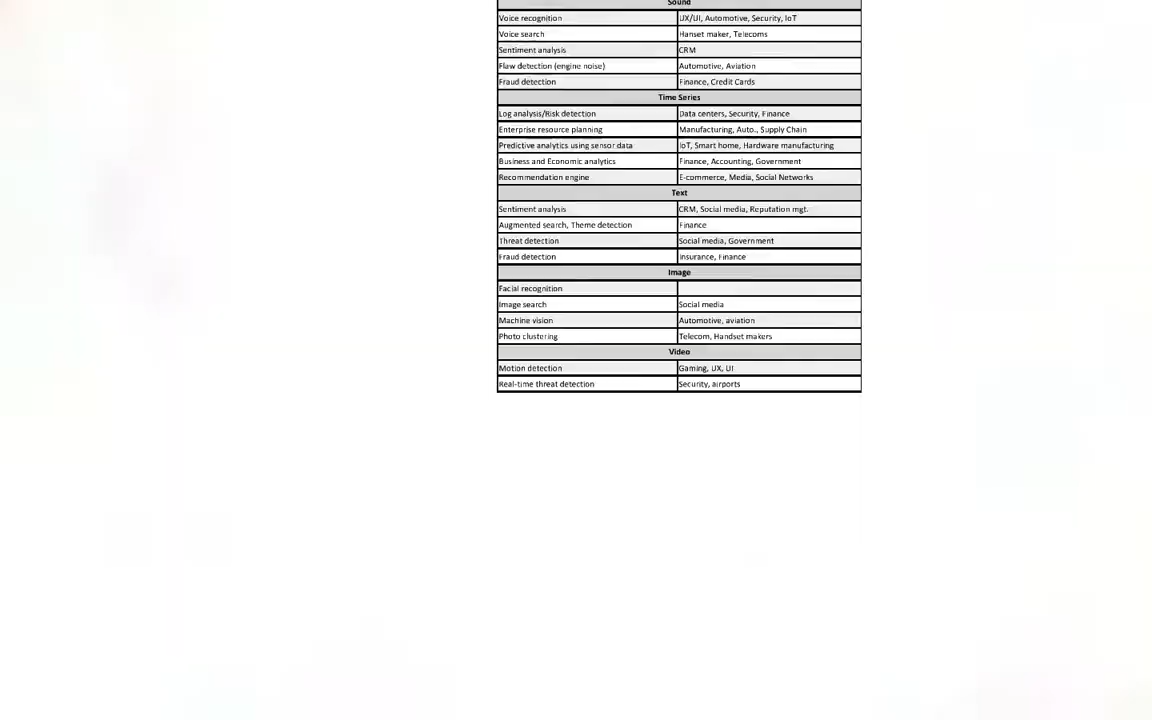 Sound
Voice recognition UX/UI, Automotive, Security, IoT
Voice search Hanset maker, Telecoms
Sentiment analysis CRM
Flaw detection (engine noise) Automotive, Aviation
Fraud detection Finance, Credit Cards
Time Series
Log analysis/Risk detection Data centers, Security, Finance
Enterprise resource planning Manufacturing, Auto., Supply Chain
Predictive analytics using sensor data IoT, Smart home, Hardware manufacturing
Business and Economic analytics Finance, Accounting, Government
Recommendation engine E-commerce, Media, Social Networks
Text
Sentiment analysis CRM, Social media, Reputation mgt.
Augmented search, Theme detection Finance
Threat detection Social media, Government
Fraud detection Insurance, Finance
Image
Facial recognition
Image search Social media
Machine vision Automotive, aviation
Photo clustering Telecom, Handset makers
Video
Motion detection Gaming, UX, UI
Real-time threat detection Security, airports